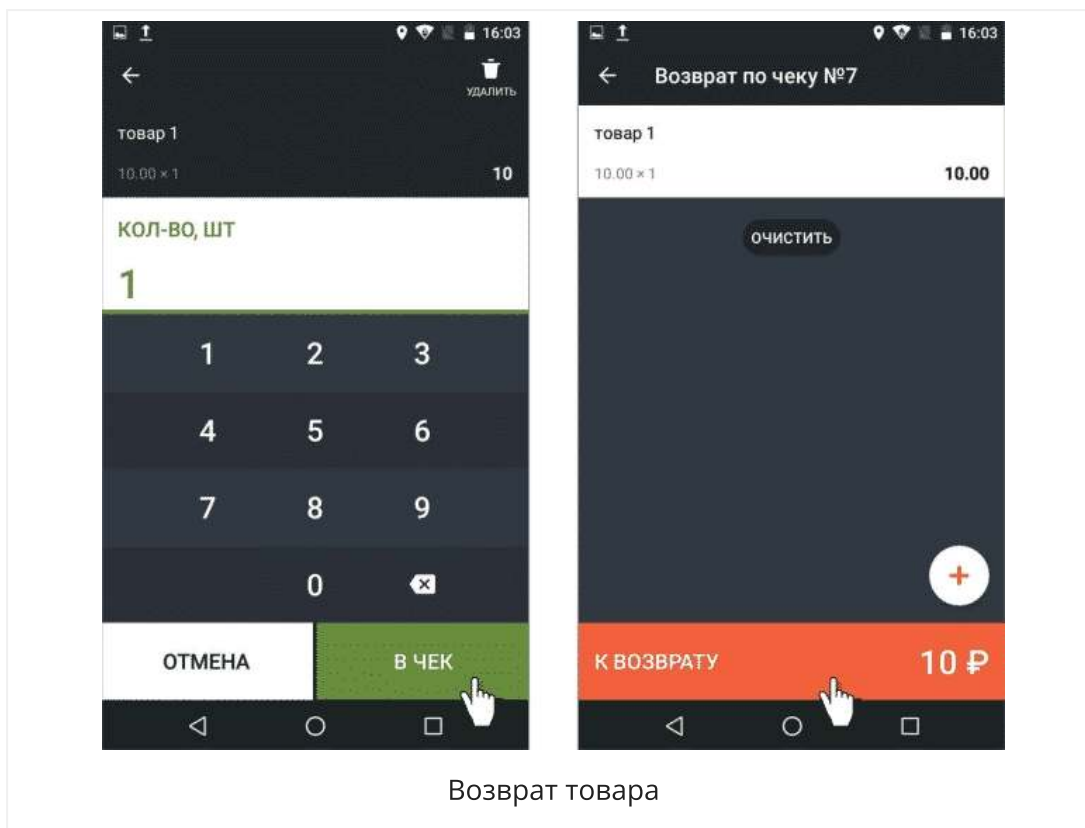 16:03
УДАЛИТЬ
товар 1
10.00 × 1 10
КОЛ-ВО, ШТ
1
1 2 3
4 5 6
7 8 9
0
ОТМЕНА В ЧЕК
16:03
Возврат по чеку №7
товар 1
10.00 × 1 10.00
ОЧИСТИТЬ
+
К ВОЗВРАТУ 10 ₽
Возврат товара